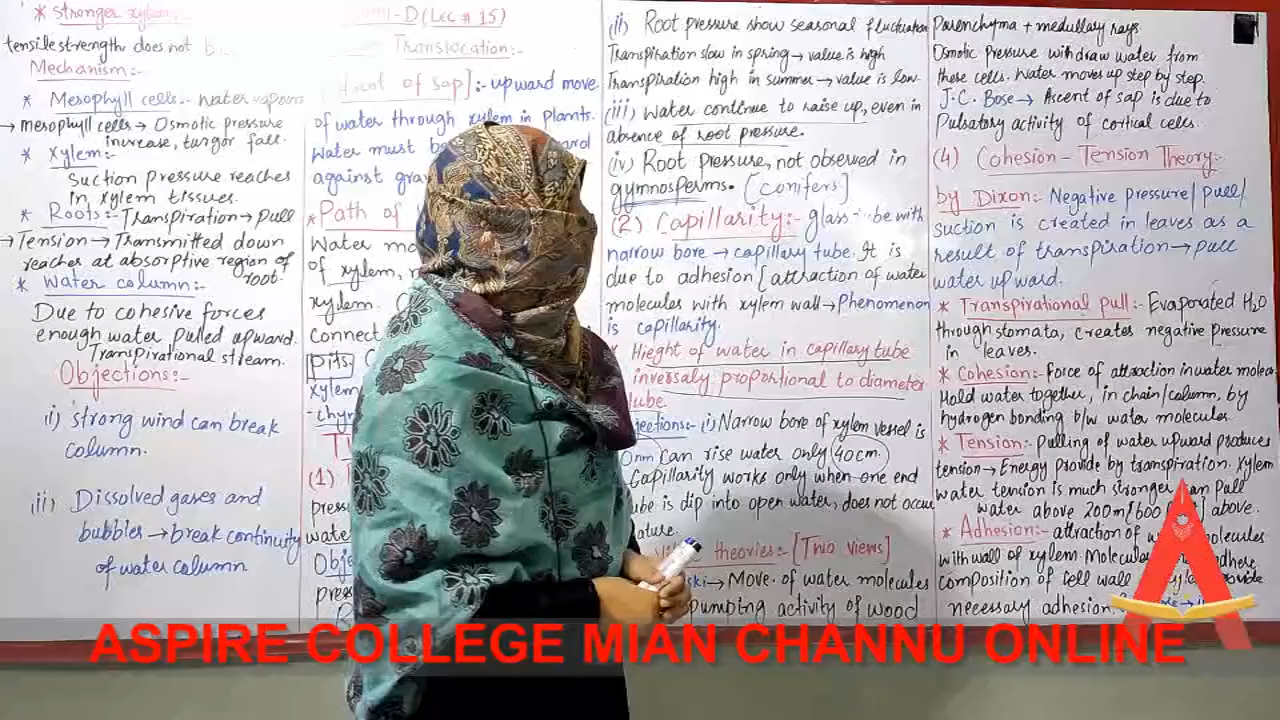 * stronger xylem
tensile strength does not
Mechanism:-
* Mesophyll cells:- water vapours
→ mesophyll cells → Osmotic pressure
increase, turgor fall.
* Xylem:-
Suction pressure reaches
in xylem tissues.
* Roots:- Transpiration → pull
→ Tension → Transmitted down
reaches at absorptive region of
root.
* Water column:-
Due to cohesive forces
enough water pulled upward.
Transpirational stream.
Objections:-
i) strong wind can break
column.
ii) Dissolved gases and
bubbles → break continuity
of water column
-D (Lec # 15)
Translocation:-
of sap]:- upward move.
of water through xylem in plants.
Water must
against
* Path of
Water
of xylem,
xylem.
Connect
pits
xylem
(1)
(ii) Root pressure show seasonal fluctuation
Transpiration slow in spring → value is high
Transpiration high in summer → value is low
(iii) Water continue to raise up, even in
absence of root pressure.
(iv) Root Pressure, not observed in
gymnosperms. [conifers]
(2) Capillarity:- glass be with
narrow bore → capillary tube. It is
due to adhesion [attraction of water
molecules with xylem wall → Phenomenon
is capillarity.
* Hieght of water in capillary tube
inversaly proportional to diameter
tube.
(i) Narrow bore of xylem vessel is
can rise water only 40cm.
Capillarity works only when one end
tube is dip into open water, does not occur
theories:- [Two views]
→ Move. of water molecules
pumping activity of wood
Parenchyma + medullary rays.
Osmotic Pressure withdraw water from
these cells. Water moves up step by step.
J.C. Bose → Ascent of sap is due to
Pulsatory activity of cortical cells.
(4) Cohesion - Tension Theory:-
by Dixon:- Negative pressure/pull/
suction is created in leaves as a
result of transpiration → pull
water upward.
* Transpirational pull:- Evaporated H2O
through stomata, creates negative pressure
in leaves.
* Cohesion:- Force of attraction in water molec
Hold water together, in chain/column, by
hydrogen bonding b/w water molecules.
* Tension:- Pulling of water upward produces
tension → Energy provide by transpiration. Xylem
water tension is much stronger can pull
water above 200m [600 above.
* Adhesion:- attraction of molecules
with wall of xylem. Molecules adhere
composition of cell wall provide
necessary adhesion.
ASPIRE COLLEGE MIAN CHANNU ONLINE